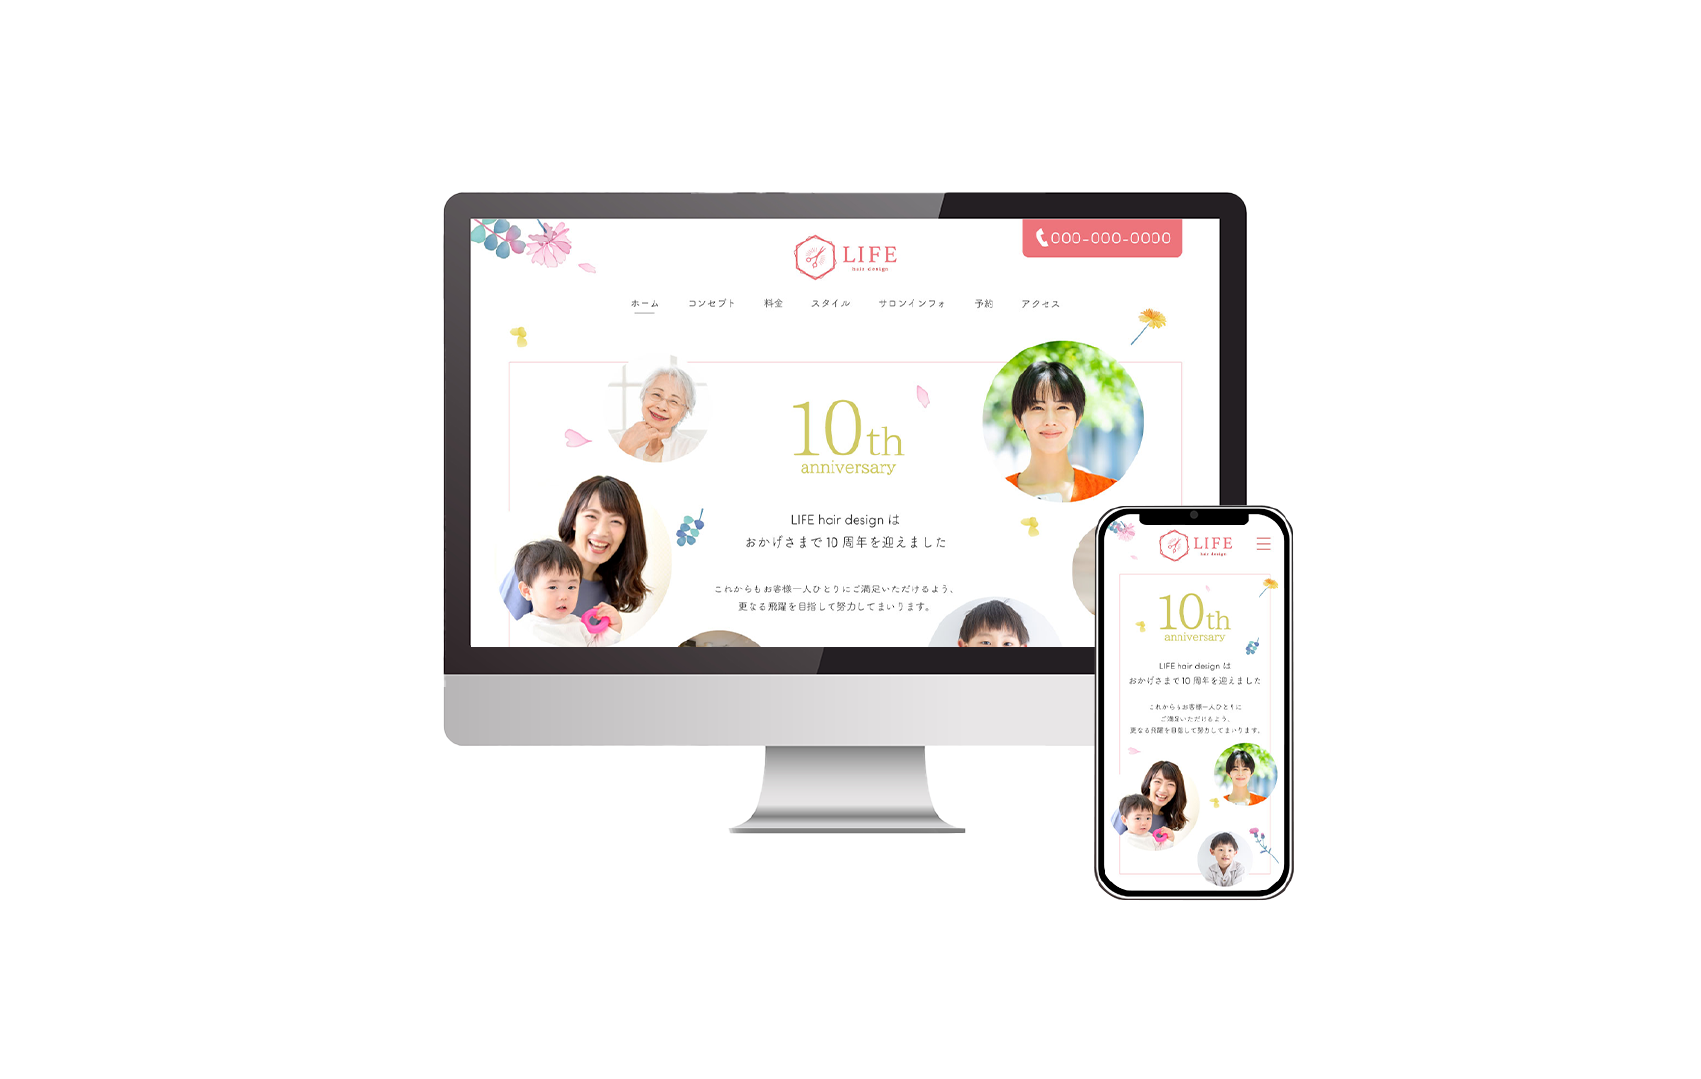 000-000-0000
LIFE
hair design
ホーム コンセプト 料金 スタイル サロンインフォ 予約 アクセス
10th
anniversary
LIFE hair design は
おかげさまで 10 周年を迎えました
これからもお客様一人ひとりにご満足いただけるよう、
更なる飛躍を目指して努力してまいります。
LIFE
hair design
10th
anniversary
LIFE hair design は
おかげさまで 10 周年を迎えました
これからもお客様一人ひとりに
ご満足いただけるよう、
更なる飛躍を目指して努力してまいります。